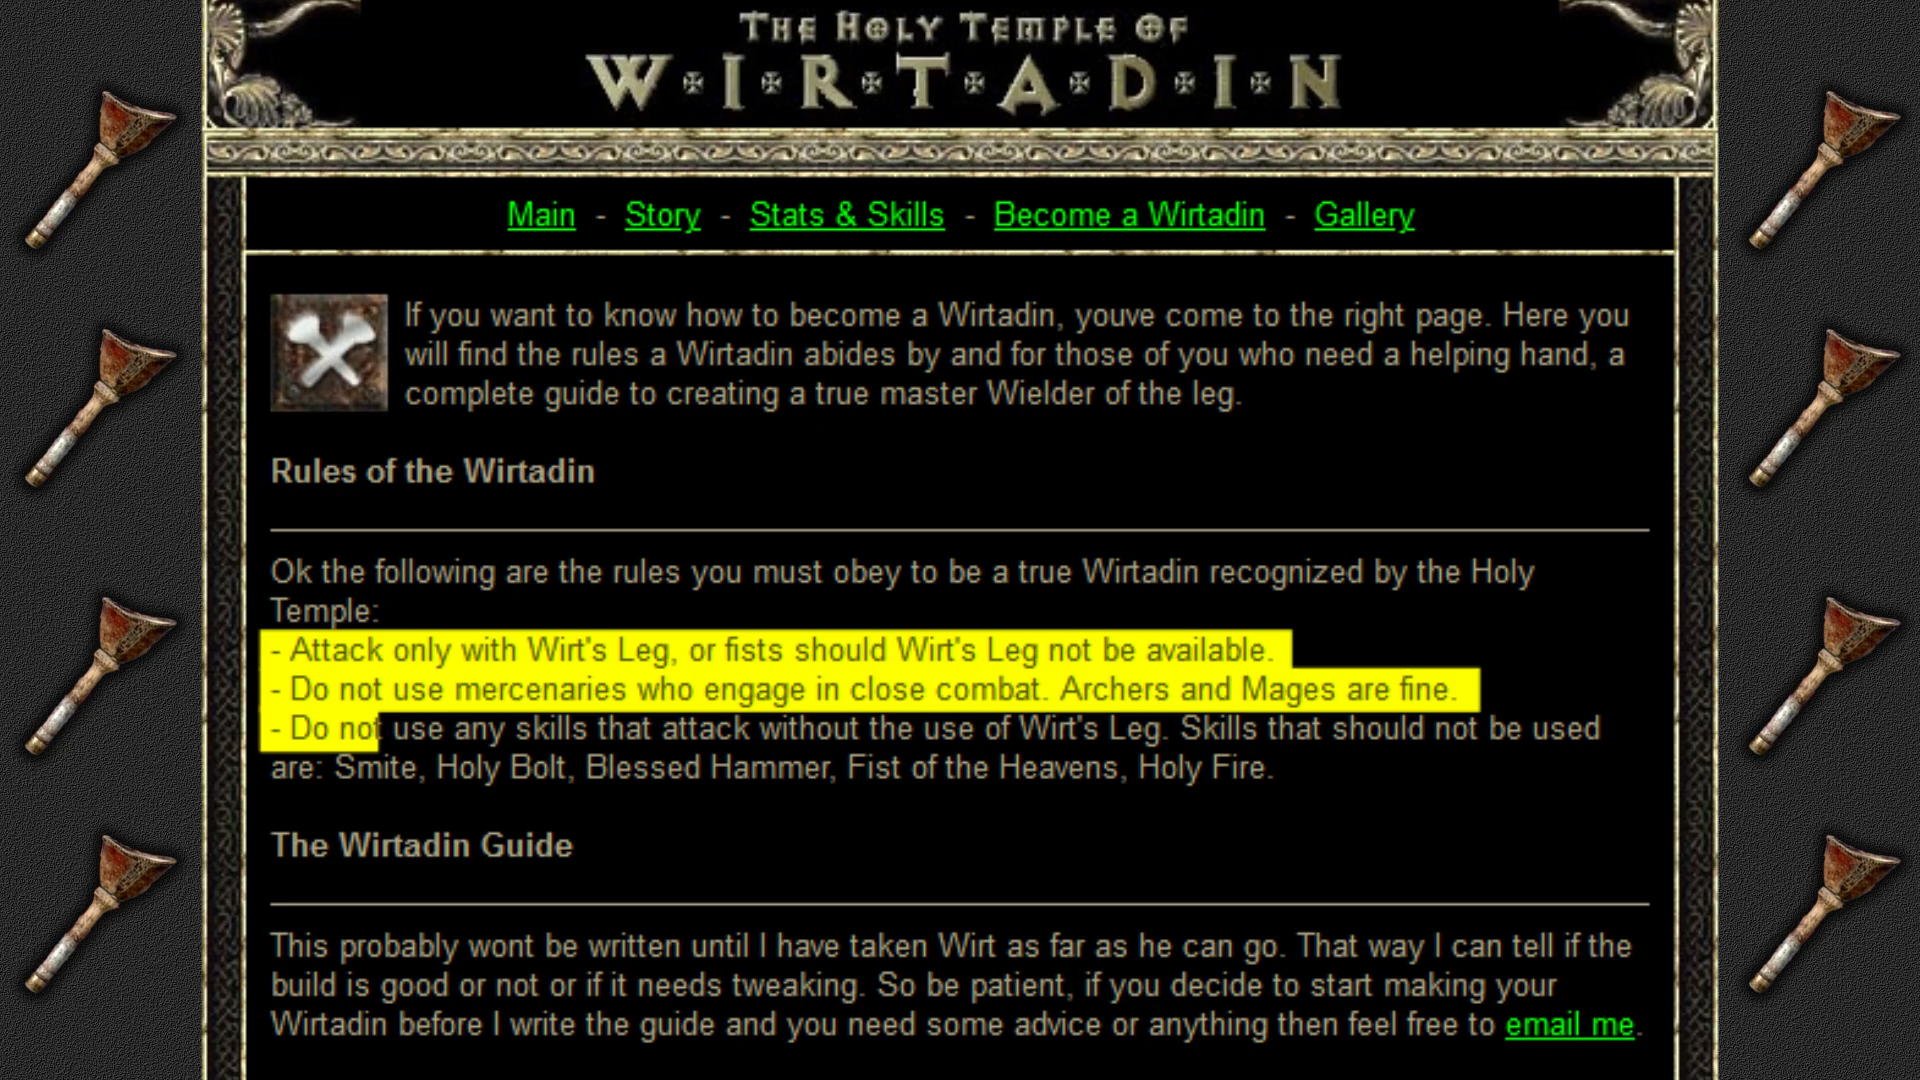 The Holy Temple Of
W·I·R·T·A·D·I·N
Main - Story - Stats & Skills - Become a Wirtadin - Gallery
If you want to know how to become a Wirtadin, youve come to the right page. Here you
will find the rules a Wirtadin abides by and for those of you who need a helping hand, a
complete guide to creating a true master Wielder of the leg.
Rules of the Wirtadin
Ok the following are the rules you must obey to be a true Wirtadin recognized by the Holy
Temple:
- Attack only with Wirt's Leg, or fists should Wirt's Leg not be available.
- Do not use mercenaries who engage in close combat. Archers and Mages are fine.
- Do not use any skills that attack without the use of Wirt's Leg. Skills that should not be used
are: Smite, Holy Bolt, Blessed Hammer, Fist of the Heavens, Holy Fire.
The Wirtadin Guide
This probably wont be written until I have taken Wirt as far as he can go. That way I can tell if the
build is good or not or if it needs tweaking. So be patient, if you decide to start making your
Wirtadin before I write the guide and you need some advice or anything then feel free to email me.